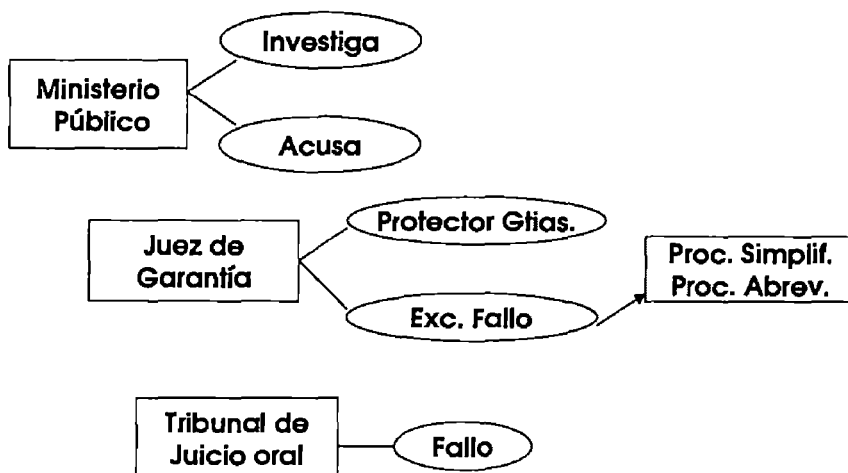 Investiga
Ministerio
Público
Acusa
Protector Gtias.
Juez de
Garantía
Proc. Simplif.
Proc. Abrev.
Exc. Fallo
Tribunal de
Juicio oral
Fallo